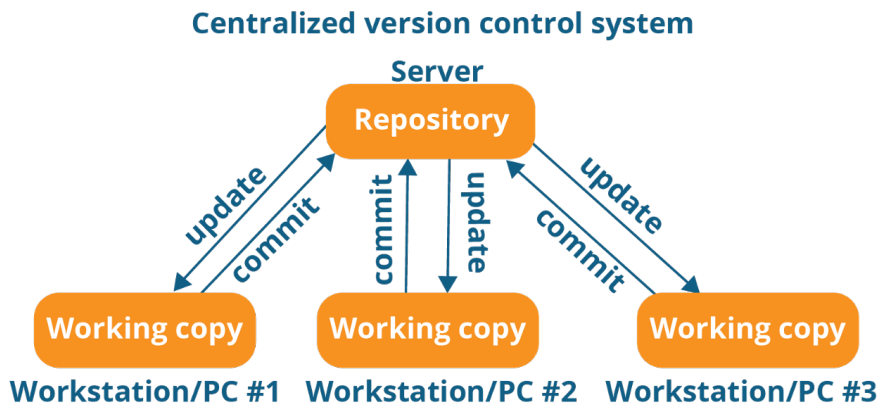 Centralized version control system
Server
Repository
update
commit
commit
update
update
commit
Working copy
Working copy
Working copy
Workstation/PC #1
Workstation/PC #2
Workstation/PC #3